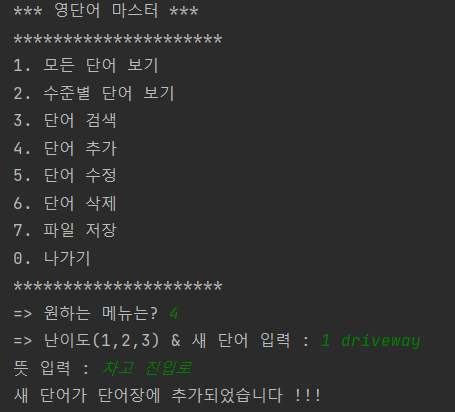 *** 영단어 마스터 ***
*********************
1. 모든 단어 보기
2. 수준별 단어 보기
3. 단어 검색
4. 단어 추가
5. 단어 수정
6. 단어 삭제
7. 파일 저장
0. 나가기
*********************
=> 원하는 메뉴는? 4
=> 난이도(1,2,3) & 새 단어 입력 : 1 driveway
뜻 입력 : 차고 진입로
새 단어가 단어장에 추가되었습니다 !!!